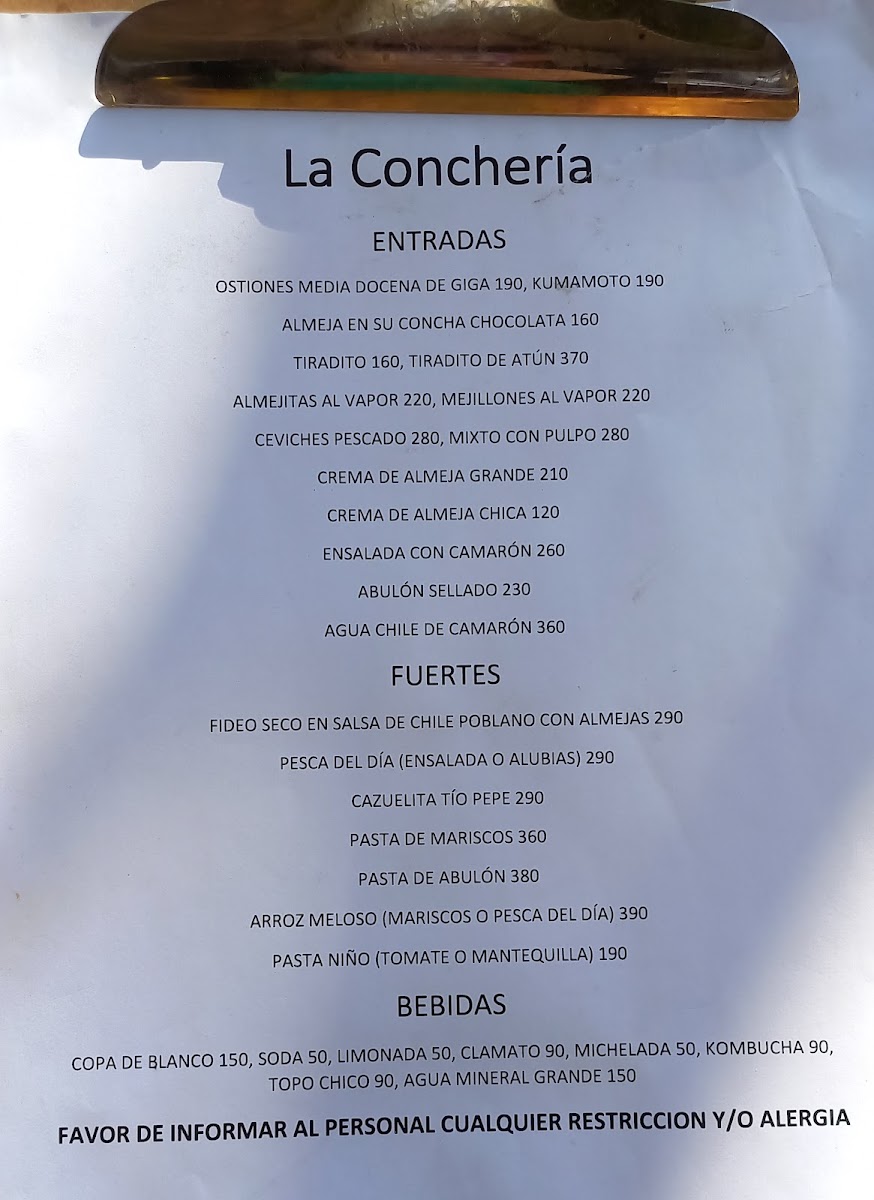 La Conchería
ENTRADAS
OSTIONES MEDIA DOCENA DE GIGA 190, KUMAMOTO 190
ALMEJA EN SU CONCHA CHOCOLATA 160
TIRADITO 160, TIRADITO DE ATÚN 370
ALMEJITAS AL VAPOR 220, MEJILLONES AL VAPOR 220
CEVICHES PESCADO 280, MIXTO CON PULPO 280
CREMA DE ALMEJA GRANDE 210
CREMA DE ALMEJA CHICA 120
ENSALADA CON CAMARÓN 260
ABULÓN SELLADO 230
AGUA CHILE DE CAMARÓN 360
FUERTES
FIDEO SECO EN SALSA DE CHILE POBLANO CON ALMEJAS 290
PESCA DEL DÍA (ENSALADA O ALUBIAS) 290
CAZUELITA TÍO PEPE 290
PASTA DE MARISCOS 360
PASTA DE ABULÓN 380
ARROZ MELOSO (MARISCOS O PESCA DEL DÍA) 390
PASTA NIÑO (TOMATE O MANTEQUILLA) 190
BEBIDAS
COPA DE BLANCO 150, SODA 50, LIMONADA 50, CLAMATO 90, MICHELADA 50, KOMBUCHA 90,
TOPO CHICO 90, AGUA MINERAL GRANDE 150
FAVOR DE INFORMAR AL PERSONAL CUALQUIER RESTRICCION Y/O ALERGIA